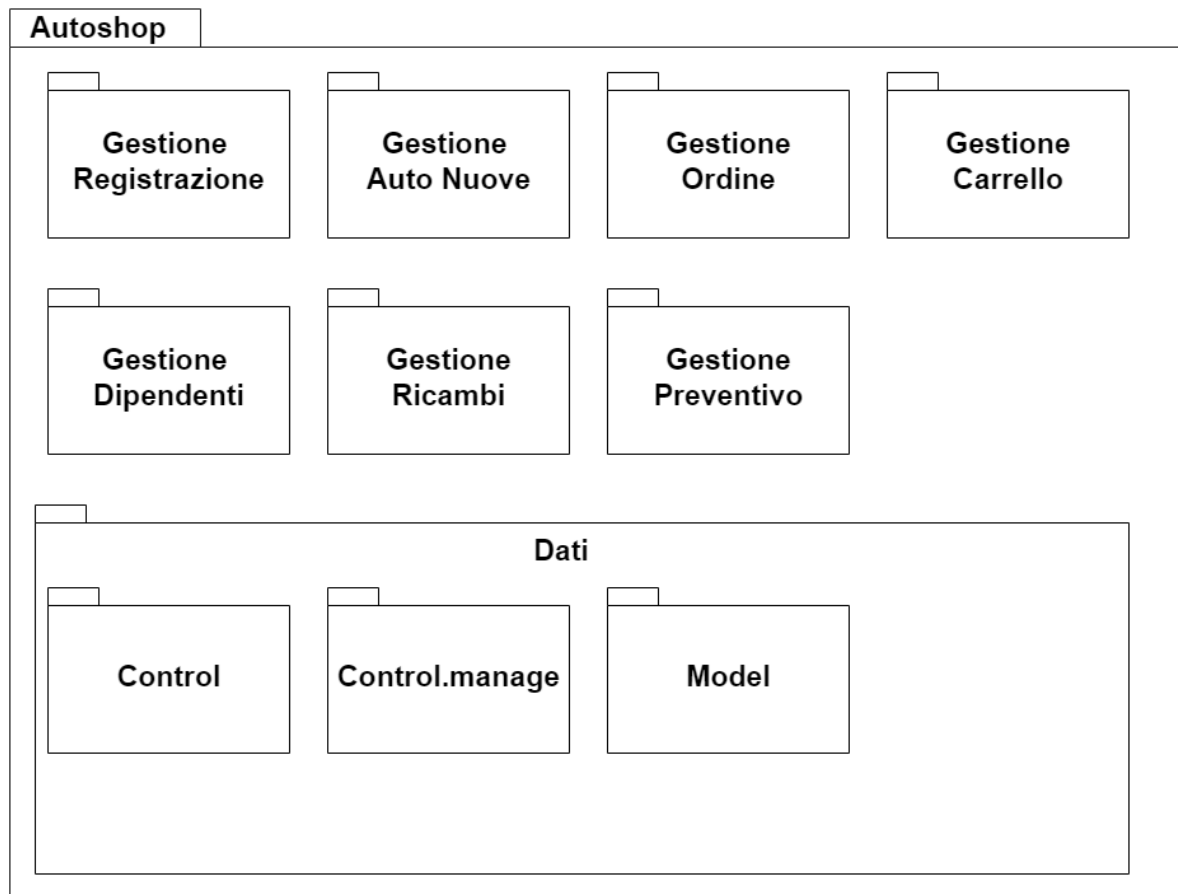 Autoshop
Gestione
Registrazione
Gestione
Auto Nuove
Gestione
Ordine
Gestione
Carrello
Gestione
Dipendenti
Gestione
Ricambi
Gestione
Preventivo
Dati
Control
Control.manage
Model